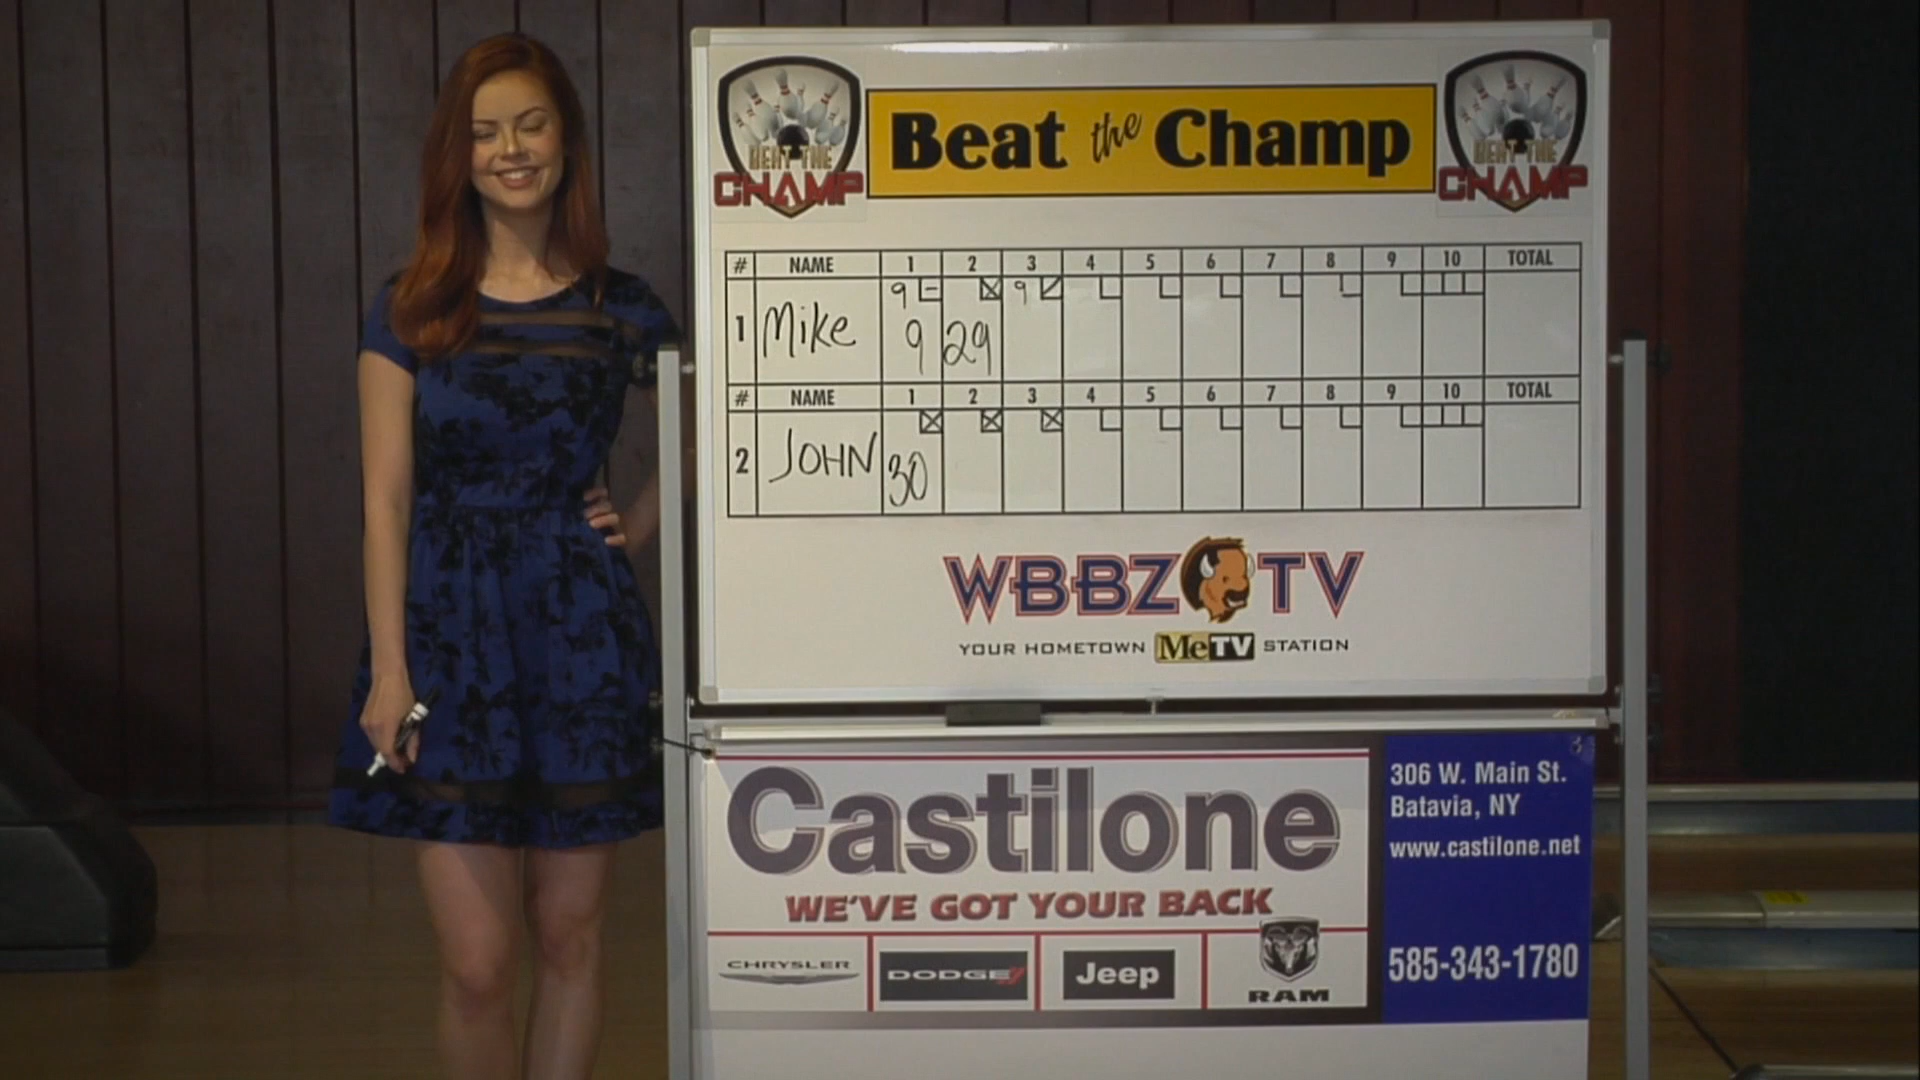 BEAT THE CHAMP
Beat the Champ
BEAT THE CHAMP
# NAME 1 2 3 4 5 6 7 8 9 10 TOTAL
9 - X 9 /
1 Mike 9 29
# NAME 1 2 3 4 5 6 7 8 9 10 TOTAL
X X X
2 JOHN 30
WBBZ TV
YOUR HOMETOWN MeTV STATION
Castilone
WE'VE GOT YOUR BACK
CHRYSLER DODGE Jeep RAM
306 W. Main St.
Batavia, NY
www.castilone.net
585-343-1780